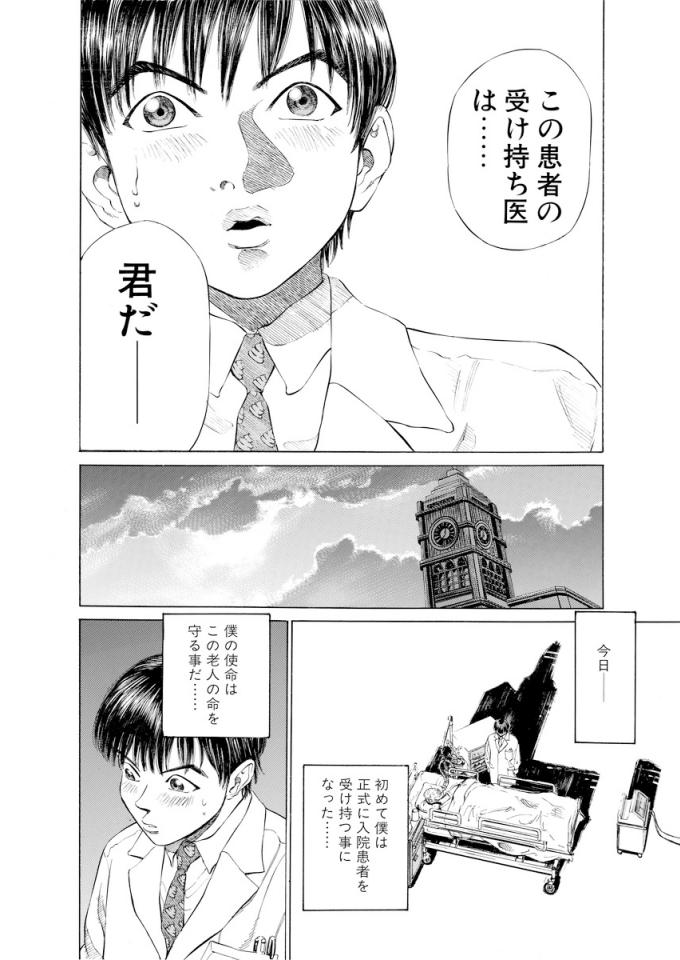 この患者の
受け持ち医
は……
君だ――
今日――
初めて僕は
正式に入院患者を
受け持つ事に
なった……
僕の使命は
この老人の命を
守る事だ……